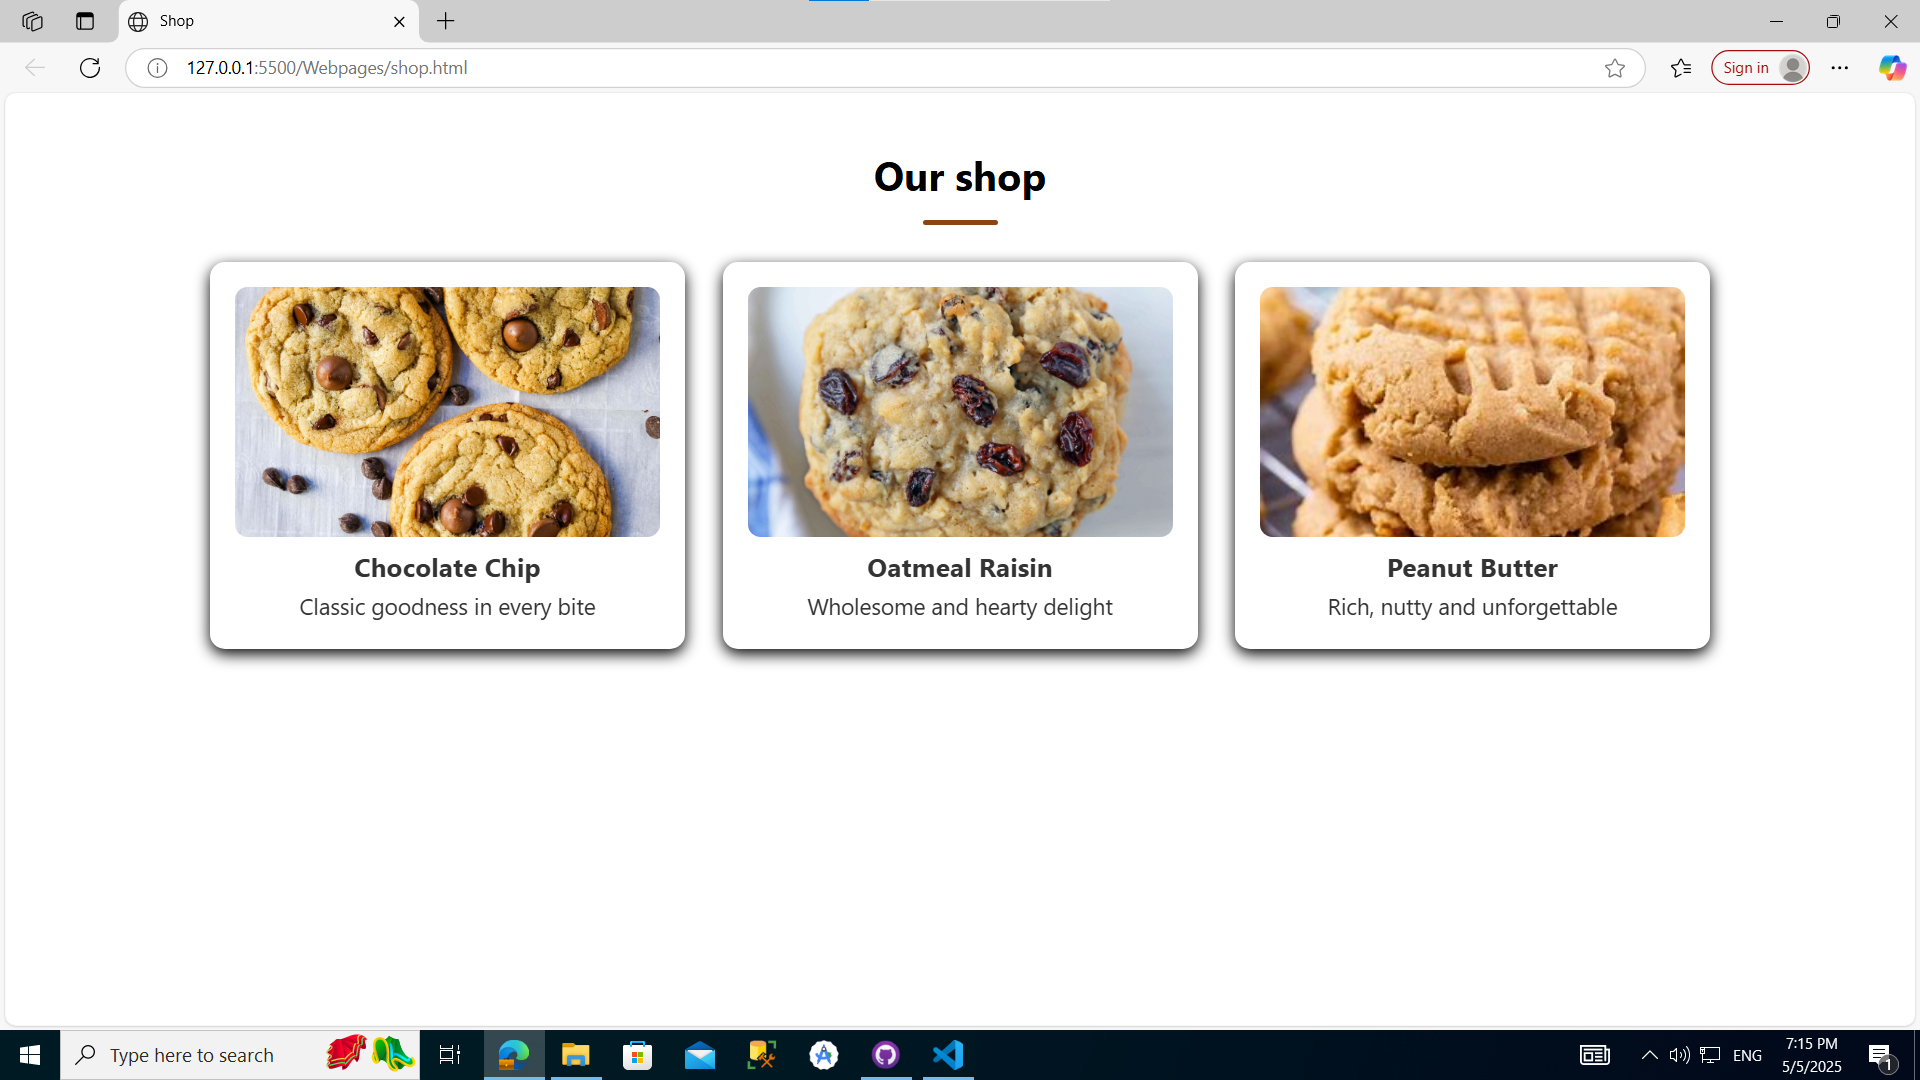 Shop
127.0.0.1:5500/Webpages/shop.html
Sign in
Our shop
Chocolate Chip
Classic goodness in every bite
Oatmeal Raisin
Wholesome and hearty delight
Peanut Butter
Rich, nutty and unforgettable
Type here to search
ENG
7:15 PM
5/5/2025
1